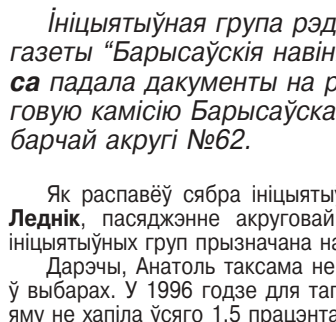 Ініцыятыўная група рэд
газеты “Барысаўскія навін
са падала дакументы на р
говую камісію Барысаўска
барчай акругі №62.
Як распавёў сябра ініцыяты
Леднік, пасяджэнне акруговай
ініцыятыўных груп прызначана на
Дарэчы, Анатоль таксама не
ў выбарах. У 1996 годзе для таг
яму не хапіла ўсяго 1,5 працэнта